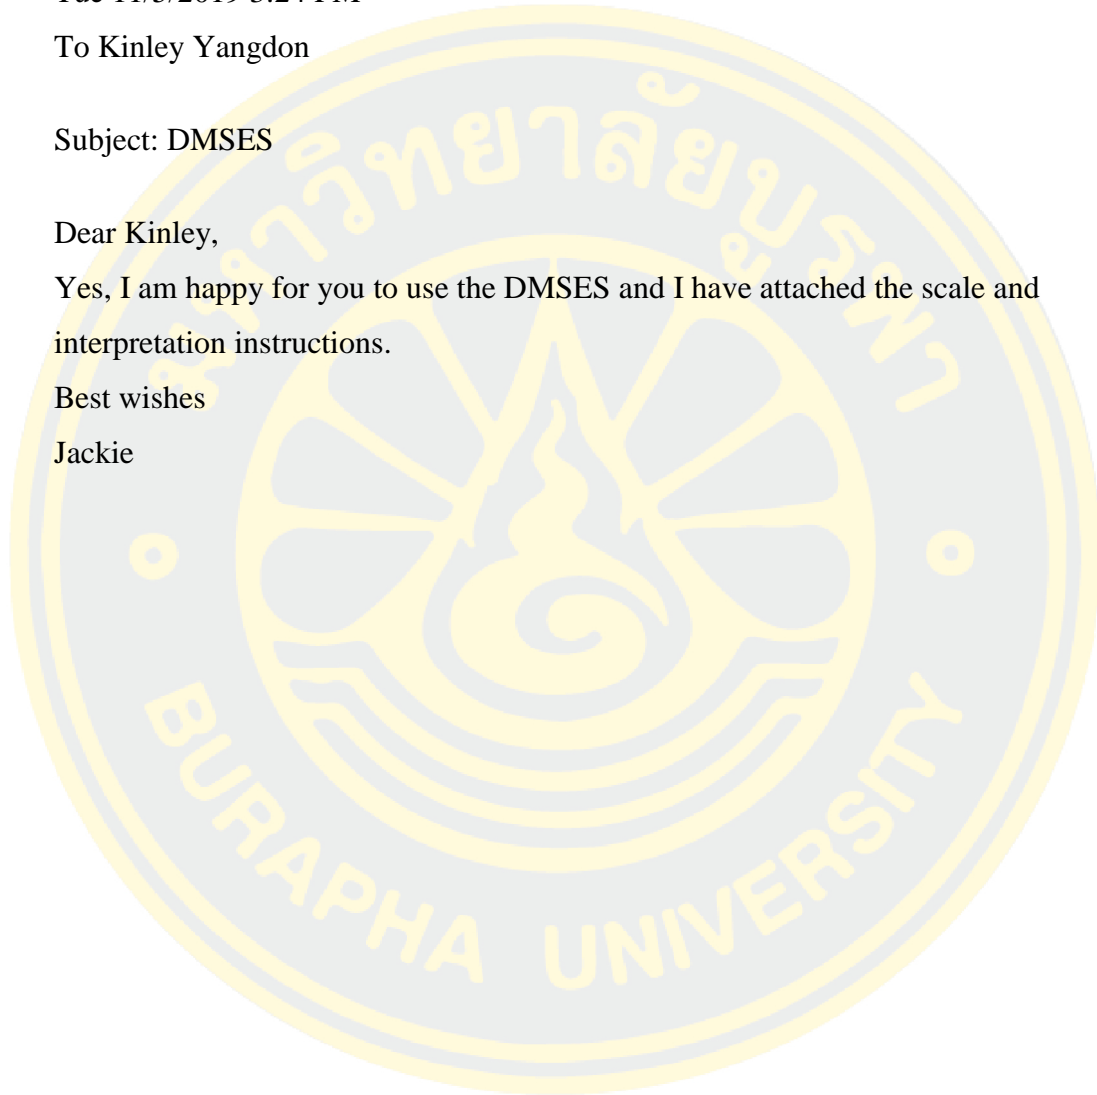 To Kinley Yangdon
Subject: DMSES
Dear Kinley,
Yes, I am happy for you to use the DMSES and I have attached the scale and
interpretation instructions.
Best wishes
Jackie
มหาวิทยาลัยบูรพา
BURAPHA UNIVERSITY